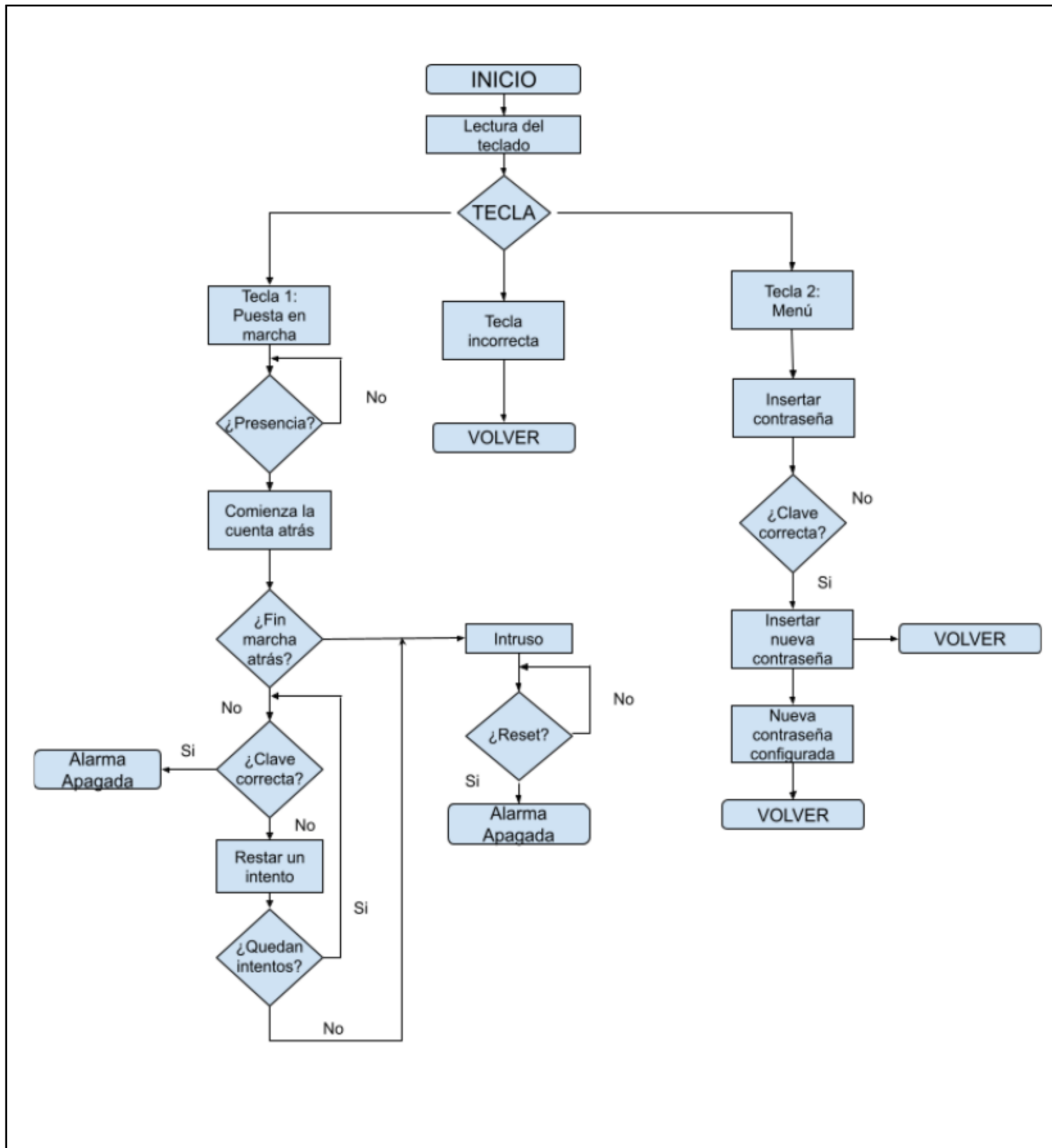 INICIO
Lectura del
teclado
TECLA
Tecla 1:
Puesta en
marcha
Tecla
incorrecta
Tecla 2:
Menú
No
¿Presencia?
VOLVER
Insertar
contraseña
Comienza la
cuenta atrás
No
¿Clave
correcta?
Si
¿Fin
marcha
atrás?
Intruso
Insertar
nueva
contraseña
VOLVER
No
No
¿Reset?
Nueva
contraseña
configurada
Alarma
Apagada
Si
¿Clave
correcta?
Si
Alarma
Apagada
VOLVER
No
Restar un
intento
Si
¿Quedan
intentos?
No